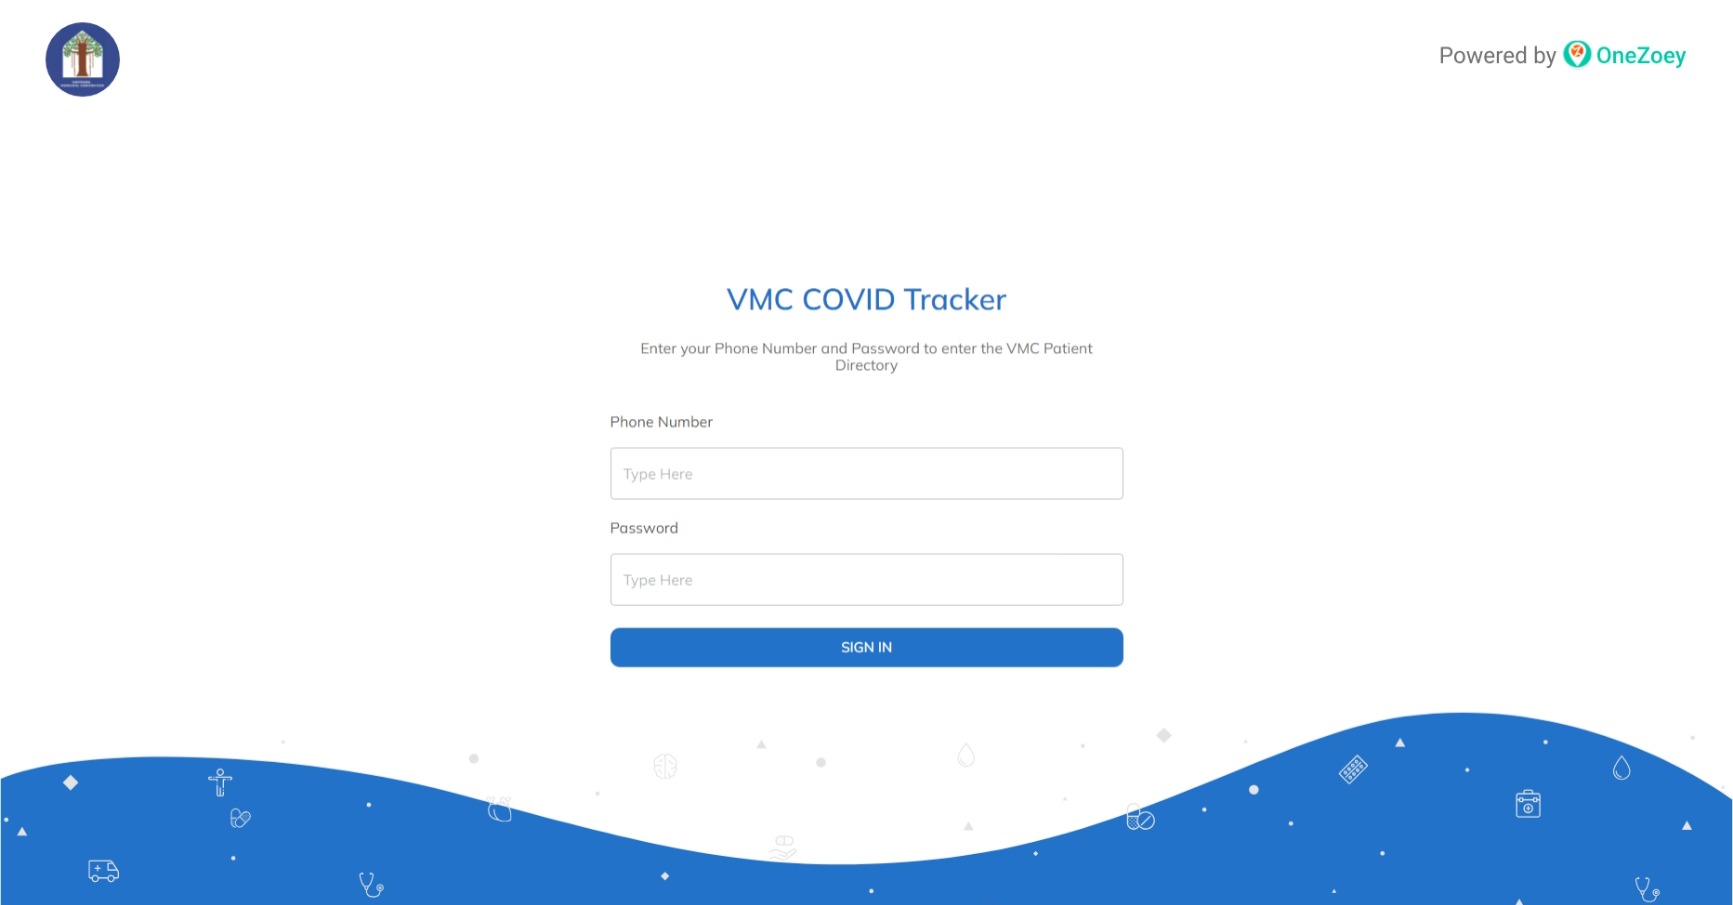 Powered by OneZoey
VMC COVID Tracker
Enter your Phone Number and Password to enter the VMC Patient
Directory
Phone Number
Type Here
Password
Type Here
SIGN IN